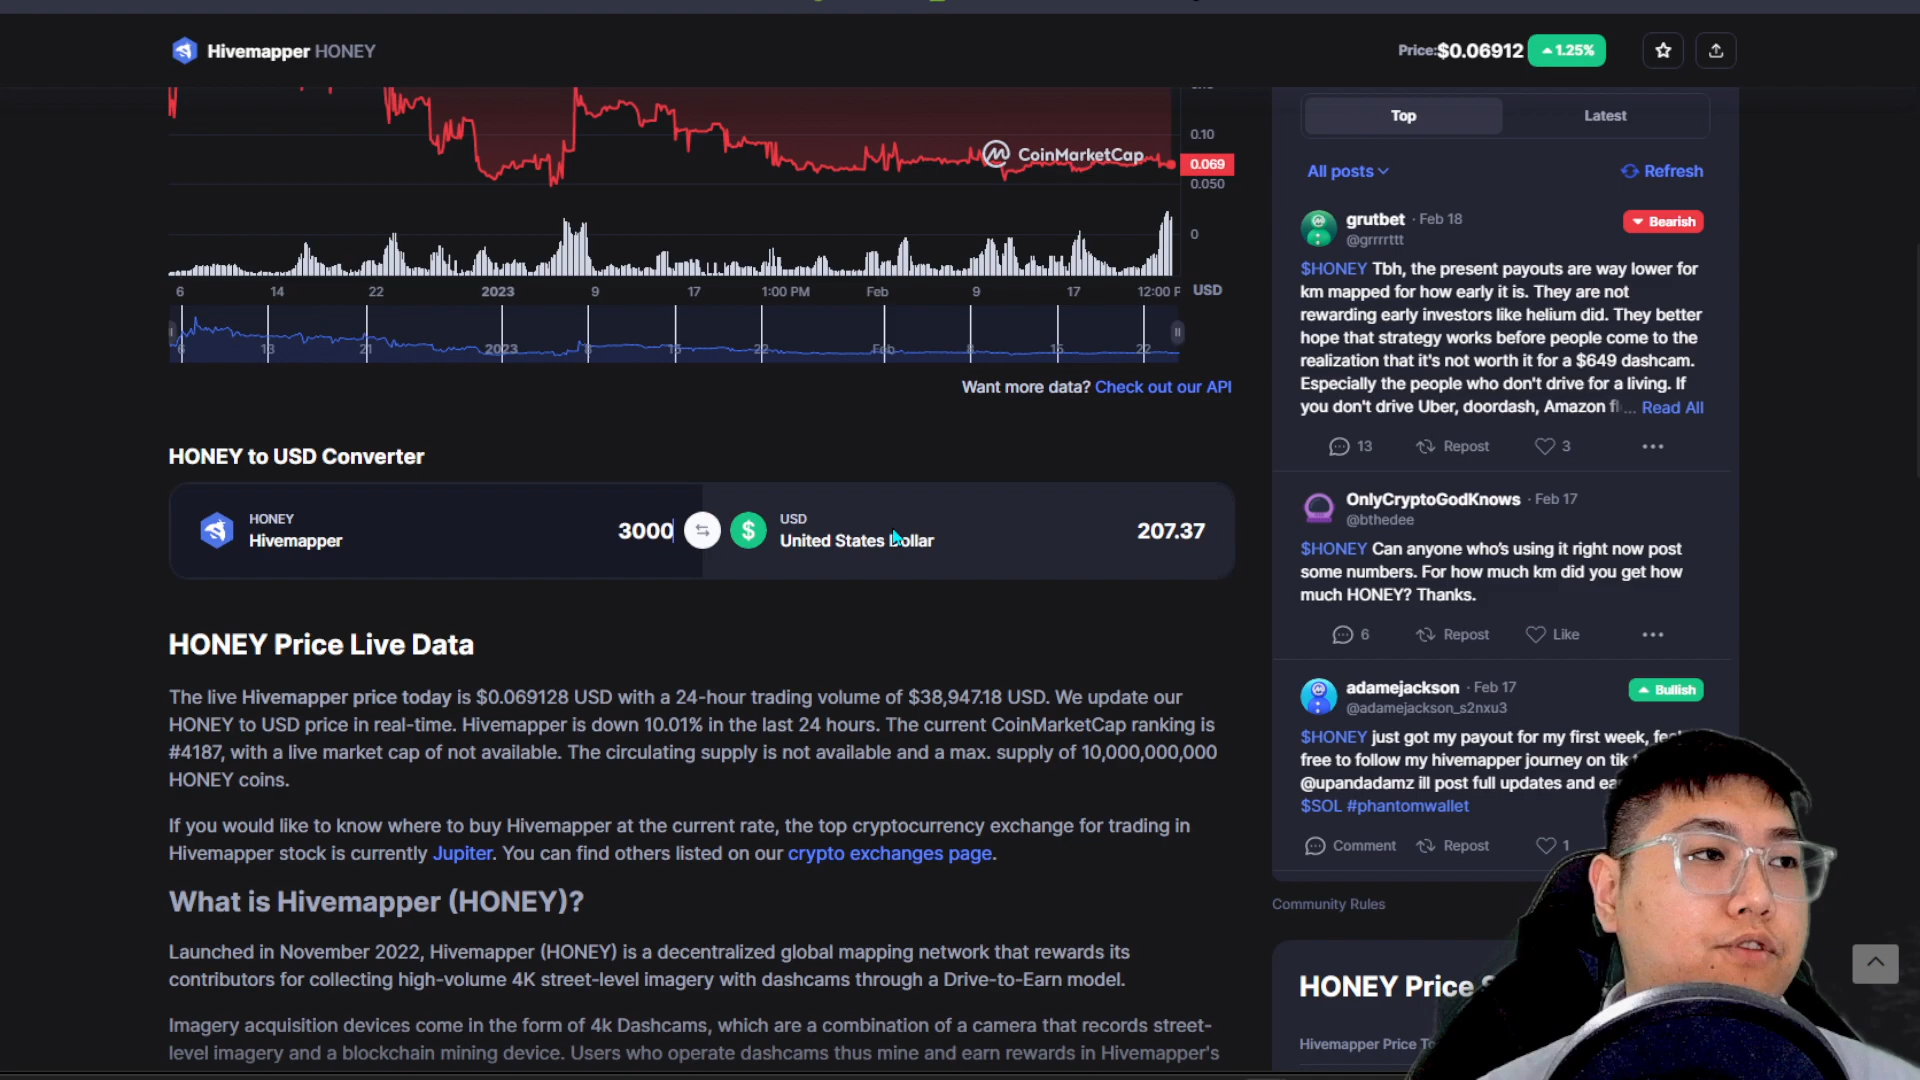 Hivemapper HONEY
Price:$0.06912 1.25%
0.10
CoinMarketCap
0.069
0.050
0
6 14 22 2023 9 17 1:00 PM Feb 9 17 12:00 P USD
6 13 21 2023 8 15 22 Feb 8 15 22
Want more data? Check out our API
HONEY to USD Converter
HONEY
Hivemapper
3000
USD
United States Dollar
207.37
HONEY Price Live Data
The live Hivemapper price today is $0.069128 USD with a 24-hour trading volume of $38,947.18 USD. We update our
HONEY to USD price in real-time. Hivemapper is down 10.01% in the last 24 hours. The current CoinMarketCap ranking is
#4187, with a live market cap of not available. The circulating supply is not available and a max. supply of 10,000,000,000
HONEY coins.
If you would like to know where to buy Hivemapper at the current rate, the top cryptocurrency exchange for trading in
Hivemapper stock is currently Jupiter. You can find others listed on our crypto exchanges page.
What is Hivemapper (HONEY)?
Launched in November 2022, Hivemapper (HONEY) is a decentralized global mapping network that rewards its
contributors for collecting high-volume 4K street-level imagery with dashcams through a Drive-to-Earn model.
Imagery acquisition devices come in the form of 4k Dashcams, which are a combination of a camera that records street-
level imagery and a blockchain mining device. Users who operate dashcams thus mine and earn rewards in Hivemapper's
Top Latest
All posts Refresh
grutbet · Feb 18 Bearish
@grrrrttt
$HONEY Tbh, the present payouts are way lower for
km mapped for how early it is. They are not
rewarding early investors like helium did. They better
hope that strategy works before people come to the
realization that it's not worth it for a $649 dashcam.
Especially the people who don't drive for a living. If
you don't drive Uber, doordash, Amazon fl... Read All
13 Repost 3
OnlyCryptoGodKnows · Feb 17
@bthedee
$HONEY Can anyone who's using it right now post
some numbers. For how much km did you get how
much HONEY? Thanks.
6 Repost Like
adamejackson · Feb 17 Bullish
@adamejackson_s2nxu3
$HONEY just got my payout for my first week,
free to follow my hivemapper journey on tik
@upandadamz ill post full updates and
$SOL #phantomwallet
Comment Repost 1
Community Rules
HONEY Price
Hivemapper Price